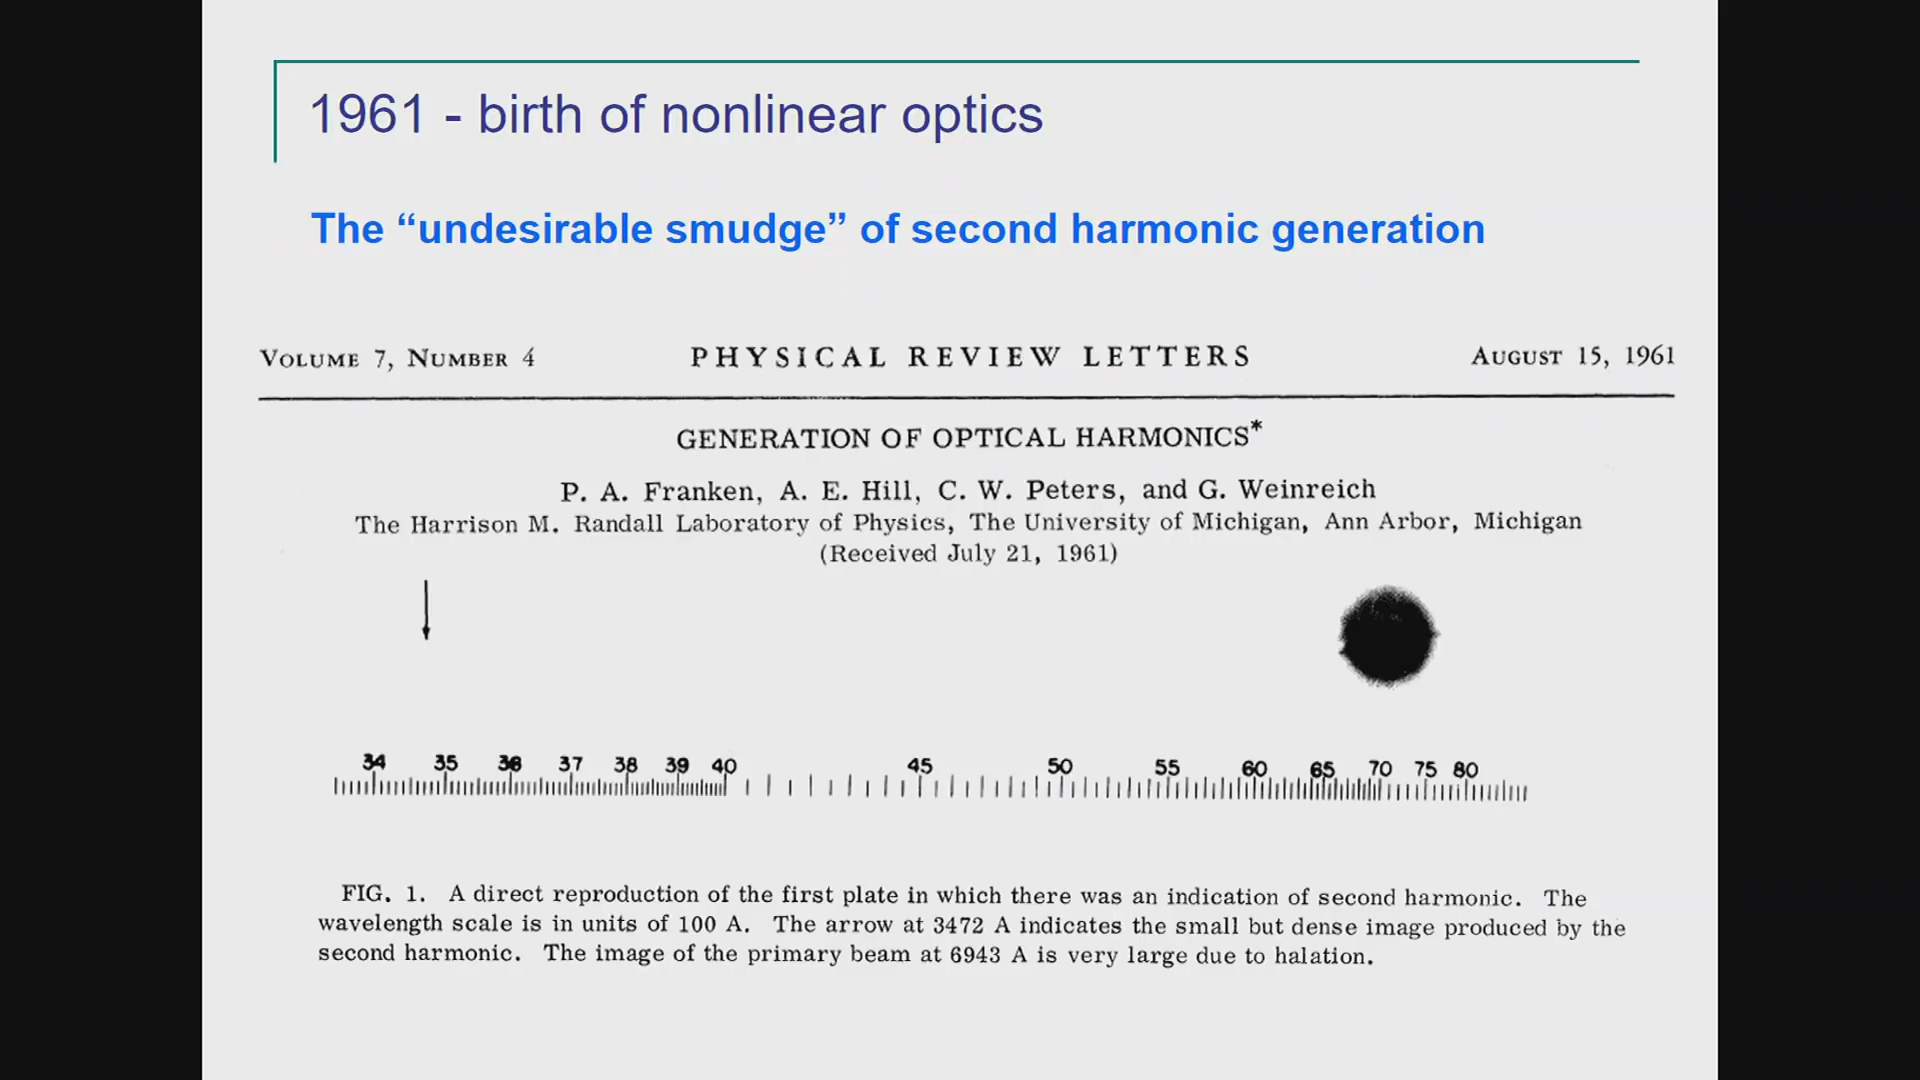 1961 - birth of nonlinear optics
The “undesirable smudge” of second harmonic generation
VOLUME 7, NUMBER 4 PHYSICAL REVIEW LETTERS AUGUST 15, 1961
GENERATION OF OPTICAL HARMONICS*
P. A. Franken, A. E. Hill, C. W. Peters, and G. Weinreich
The Harrison M. Randall Laboratory of Physics, The University of Michigan, Ann Arbor, Michigan
(Received July 21, 1961)
34 35 36 37 38 39 40 45 50 55 60 65 70 75 80
FIG. 1. A direct reproduction of the first plate in which there was an indication of second harmonic. The
wavelength scale is in units of 100 A. The arrow at 3472 A indicates the small but dense image produced by the
second harmonic. The image of the primary beam at 6943 A is very large due to halation.